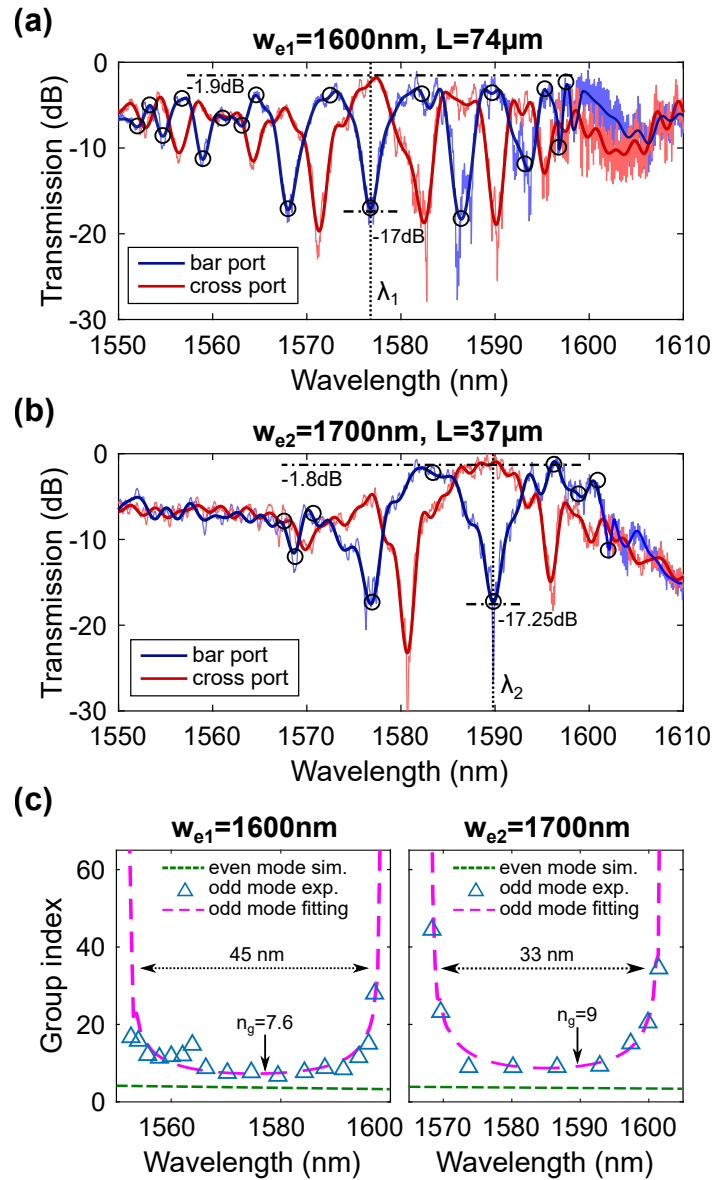 (a)
w_e1=1600nm, L=74μm
Transmission (dB)
0
-10
-20
-30
-1.9dB
-17dB
λ₁
bar port
cross port
1550 1560 1570 1580 1590 1600 1610
Wavelength (nm)
(b)
w_e2=1700nm, L=37μm
Transmission (dB)
0
-10
-20
-30
-1.8dB
-17.25dB
λ₂
bar port
cross port
1550 1560 1570 1580 1590 1600 1610
Wavelength (nm)
(c)
w_e1=1600nm
Group index
60
40
20
0
even mode sim.
odd mode exp.
odd mode fitting
45 nm
n_g=7.6
1560 1580 1600
Wavelength (nm)
w_e2=1700nm
even mode sim.
odd mode exp.
odd mode fitting
33 nm
n_g=9
1570 1580 1590 1600
Wavelength (nm)